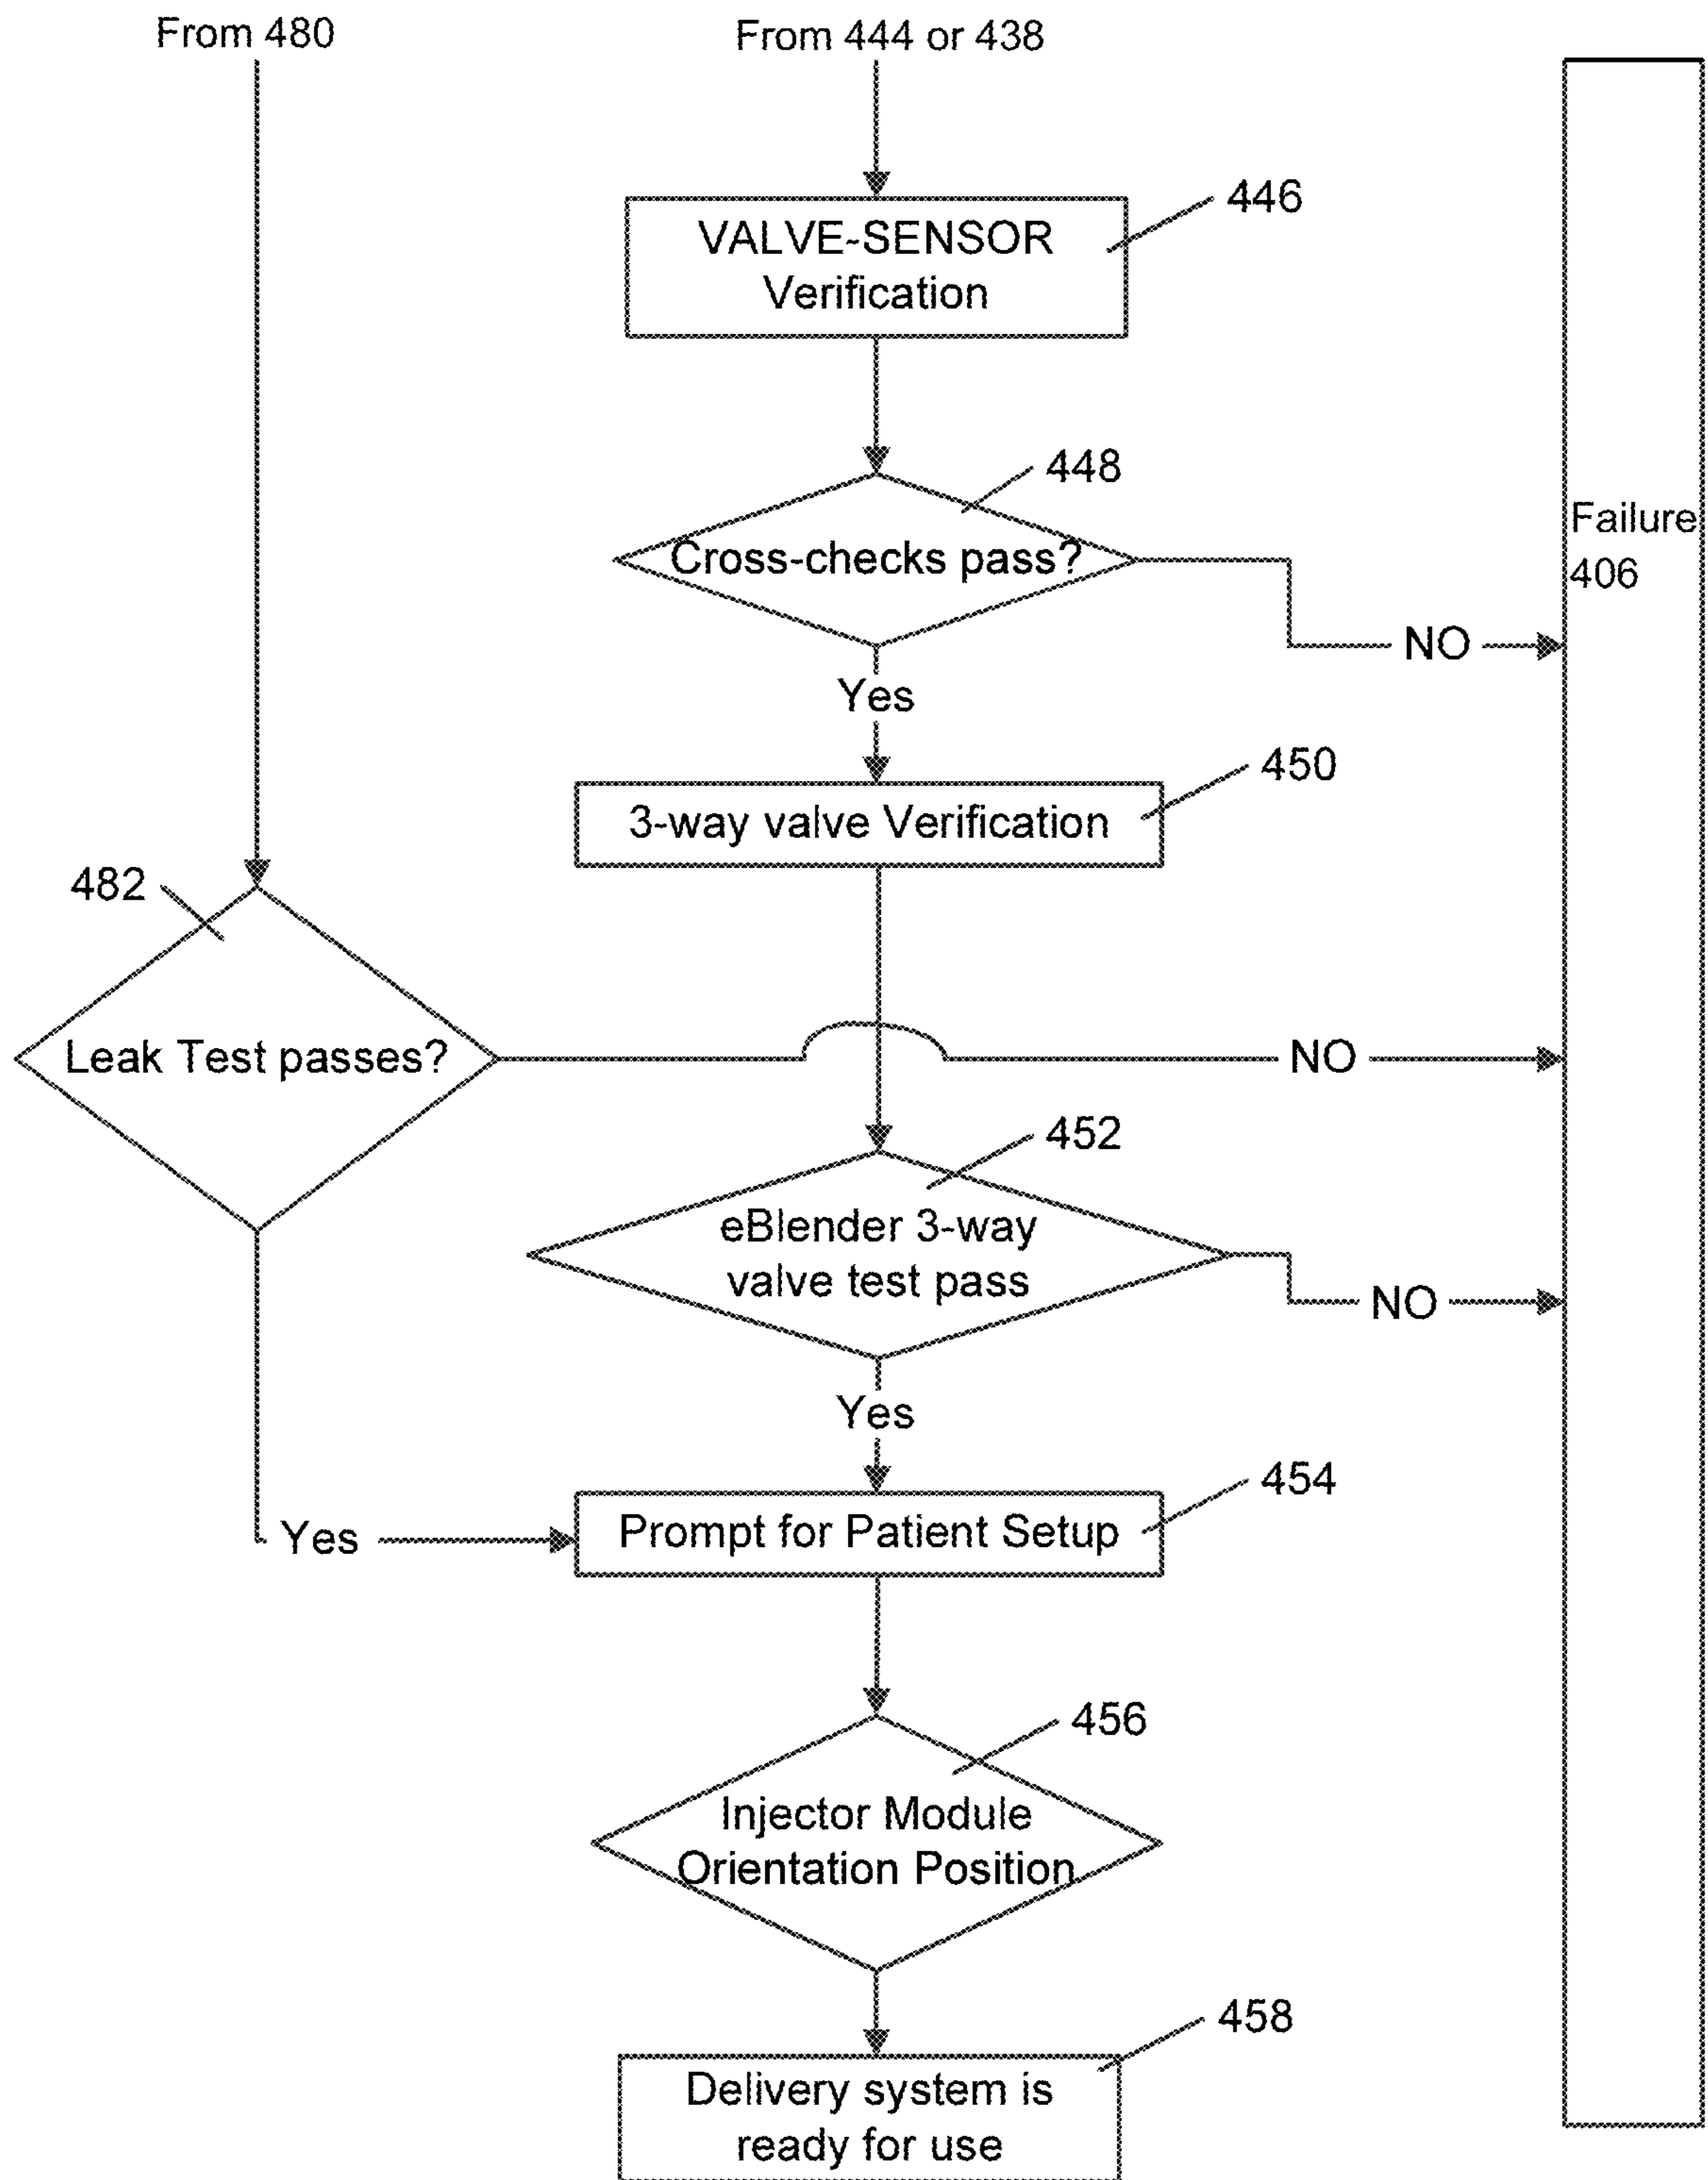 From 480
From 444 or 438
446
VALVE-SENSOR
Verification
448
Cross-checks pass?
Failure
406
NO
Yes
450
3-way valve Verification
482
Leak Test passes?
NO
452
eBlender 3-way
valve test pass
NO
Yes
454
Prompt for Patient Setup
Yes
456
Injector Module
Orientation Position
458
Delivery system is
ready for use